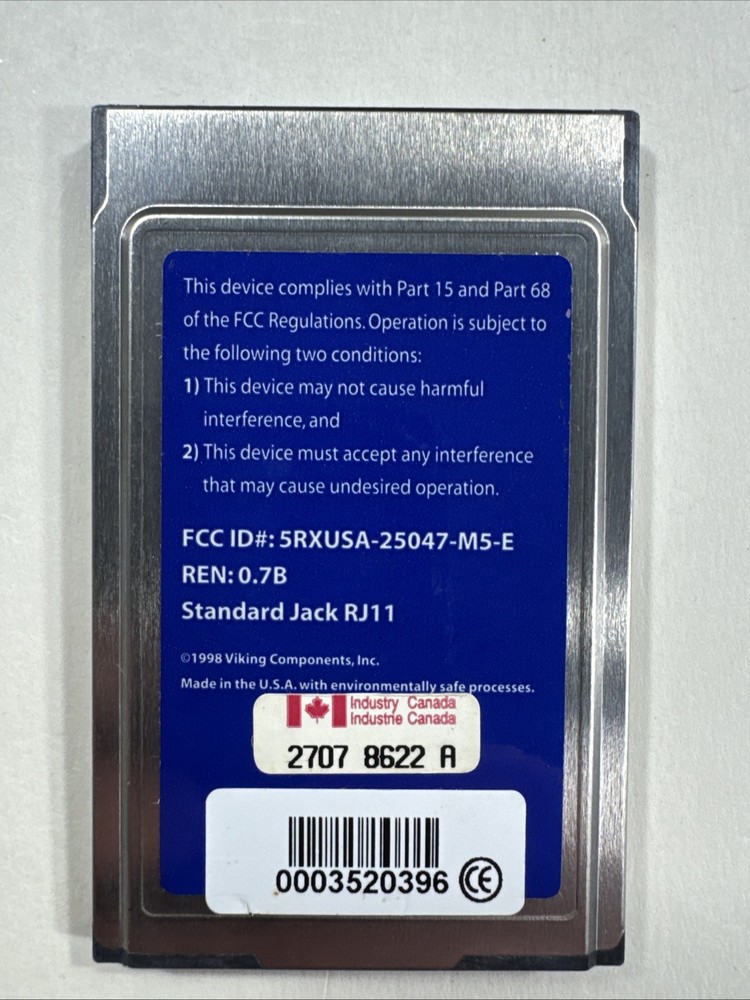 This device complies with Part 15 and Part 68
of the FCC Regulations. Operation is subject to
the following two conditions:
1) This device may not cause harmful
interference, and
2) This device must accept any interference
that may cause undesired operation.
FCC ID#: 5RXUSA-25047-M5-E
REN: 0.7B
Standard Jack RJ11
©1998 Viking Components, Inc.
Made in the U.S.A. with environmentally safe processes.
Industry Canada
Industrie Canada
2707 8622 A
0003520396 CE